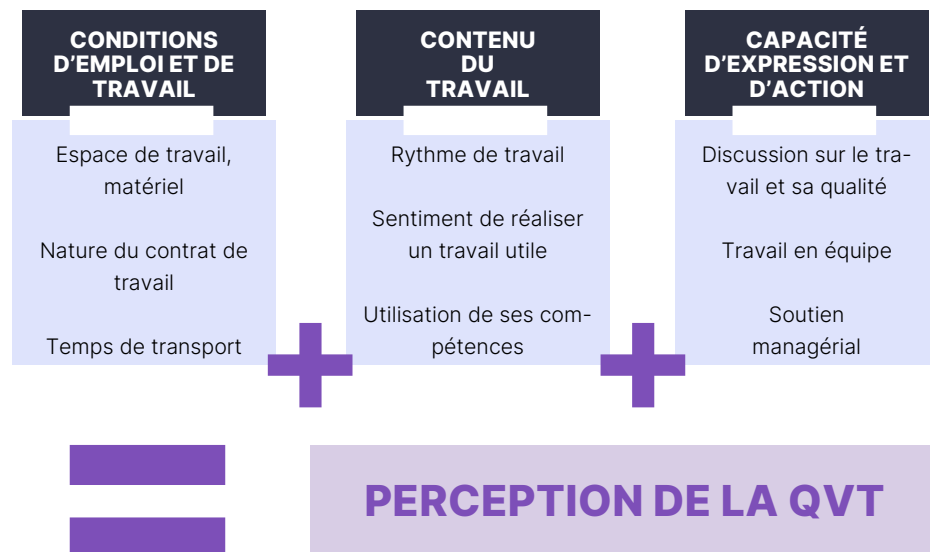 CONDITIONS
D’EMPLOI ET DE
TRAVAIL
Espace de travail,
matériel
Nature du contrat de
travail
Temps de transport
CONTENU
DU
TRAVAIL
Rythme de travail
Sentiment de réaliser
un travail utile
Utilisation de ses com-
pétences
CAPACITÉ
D’EXPRESSION ET
D’ACTION
Discussion sur le tra-
vail et sa qualité
Travail en équipe
Soutien
managérial
PERCEPTION DE LA QVT